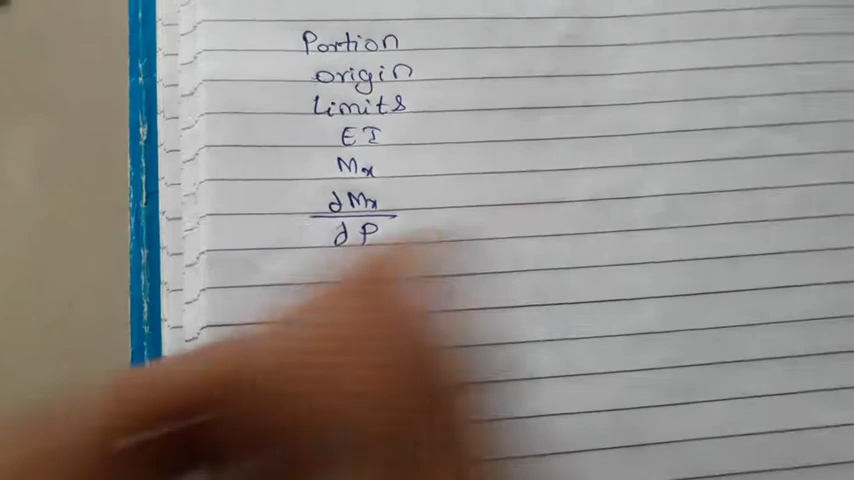 Portion
origin
Limits
EI
Mx
∂Mx
∂P